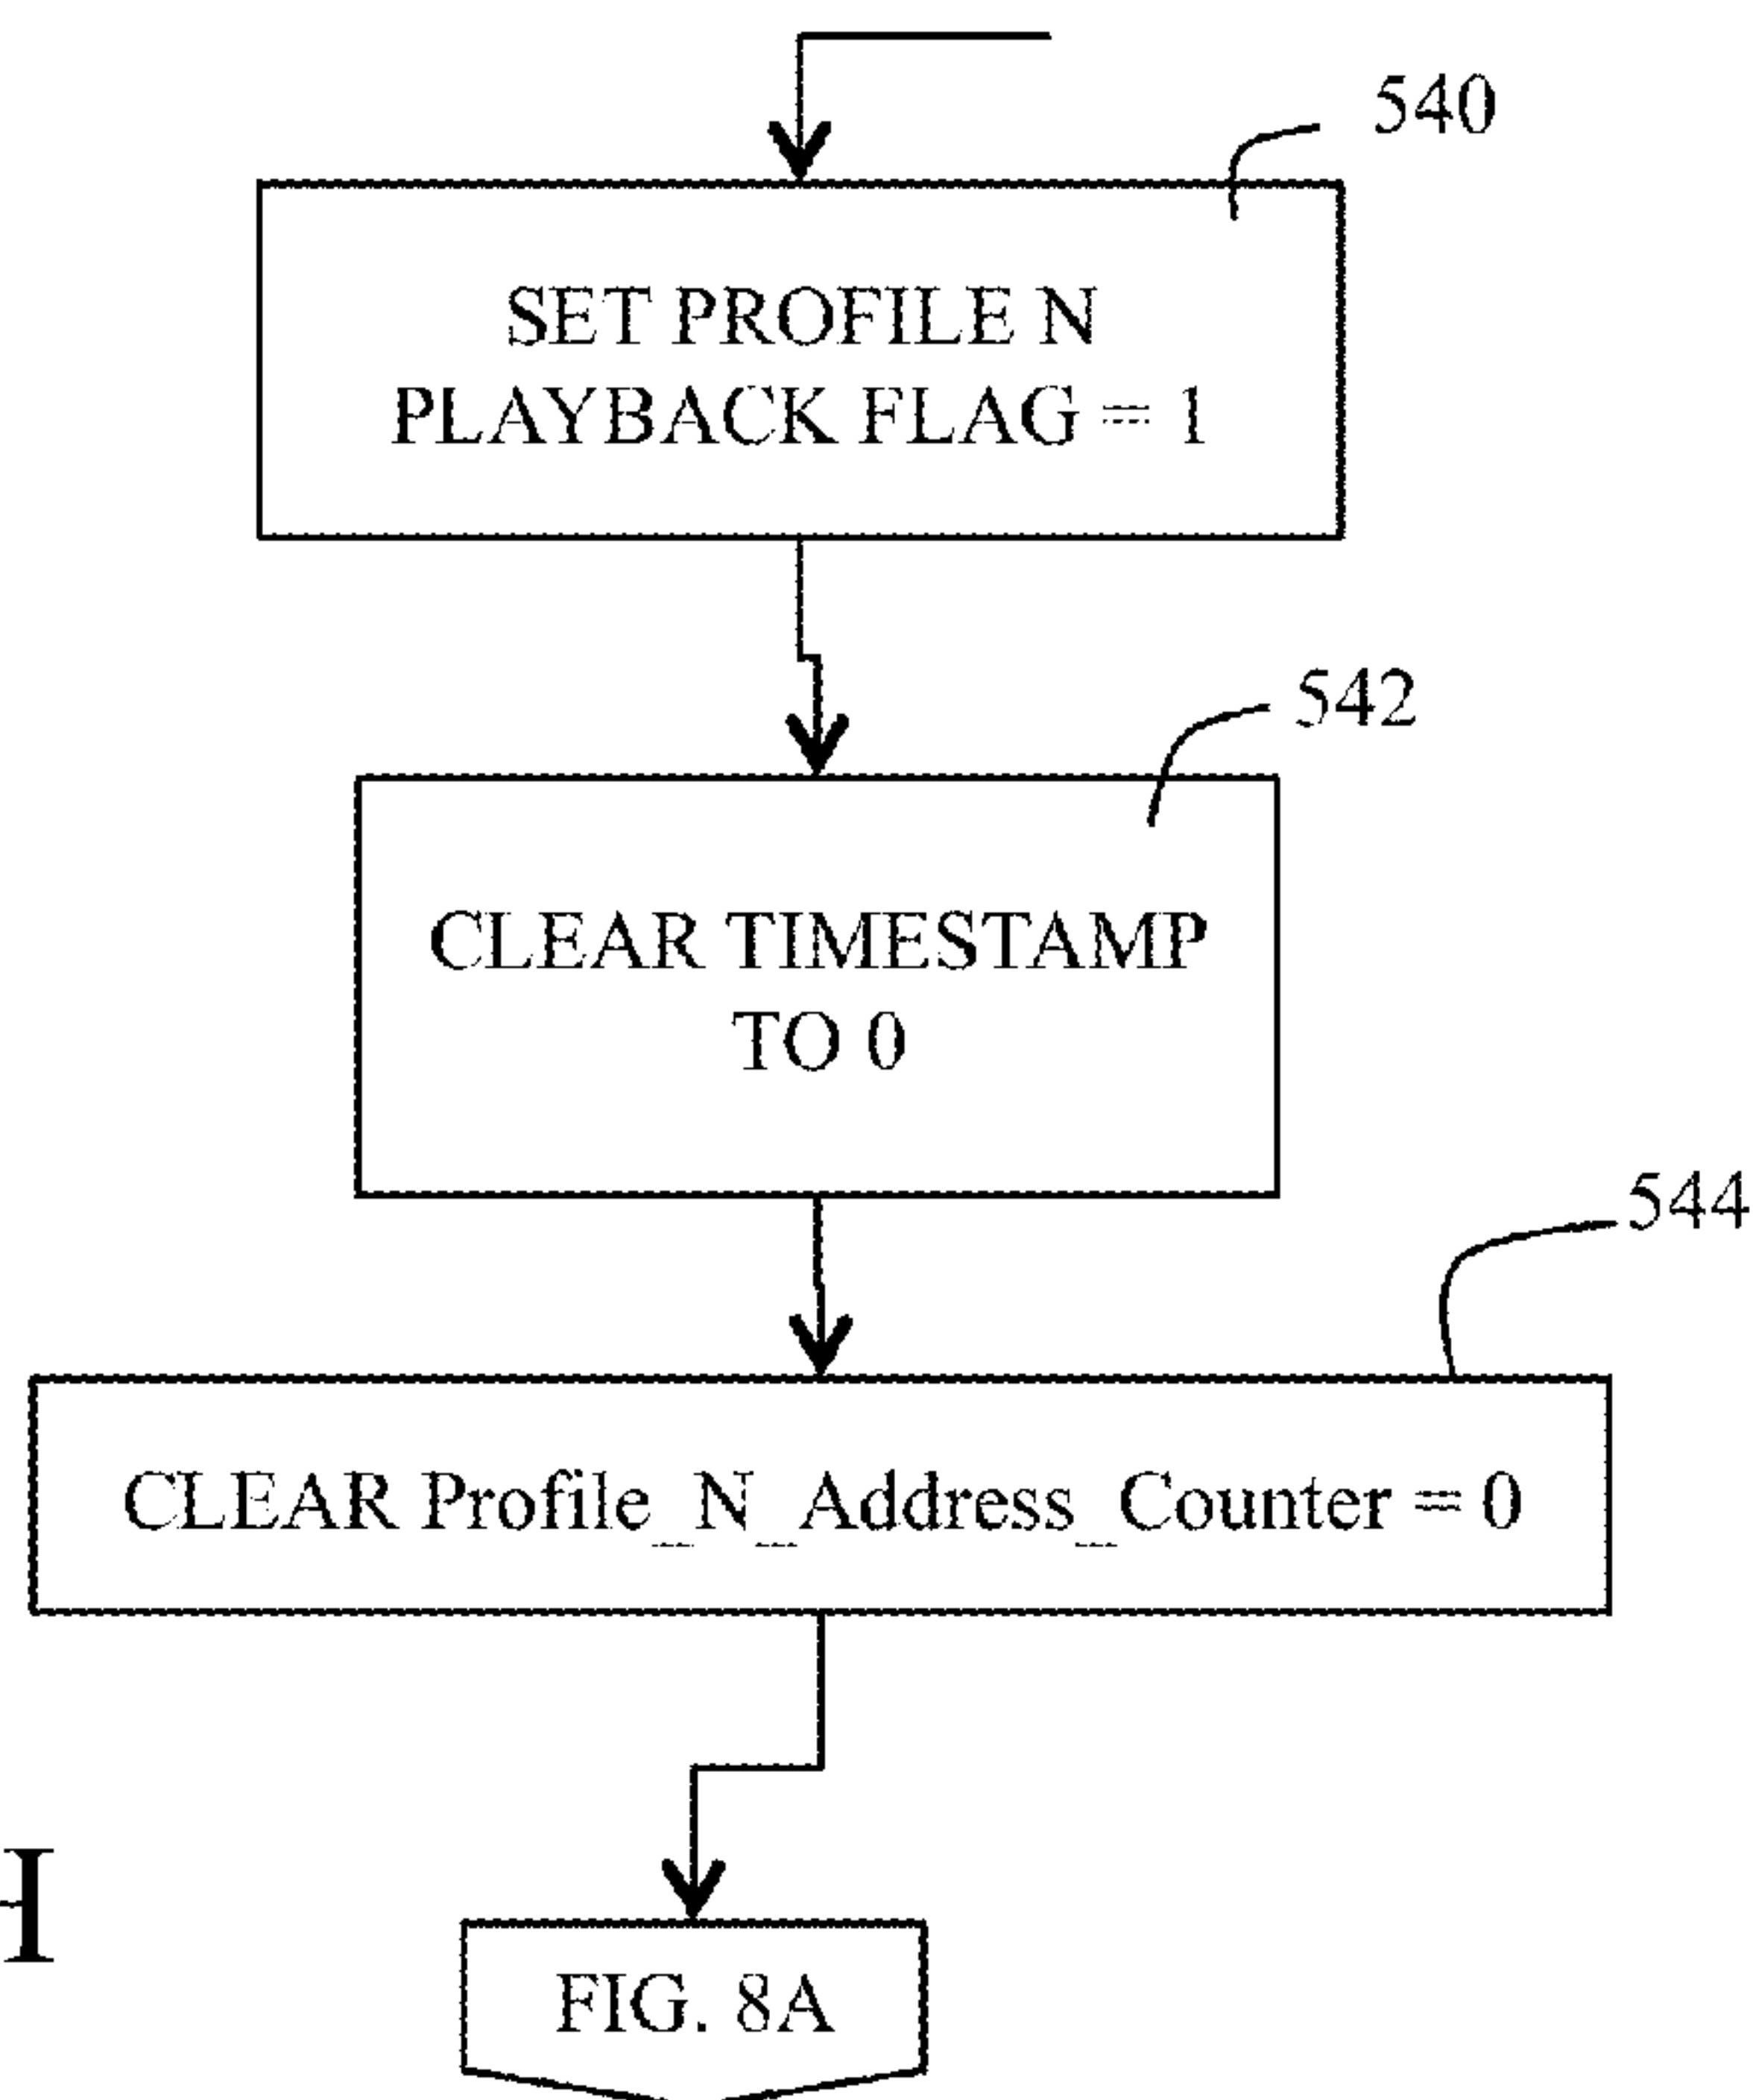 540
SET PROFILE N
PLAYBACK FLAG = 1
542
CLEAR TIMESTAMP
TO 0
544
CLEAR Profile_N_Address_Counter = 0
H
FIG. 8A